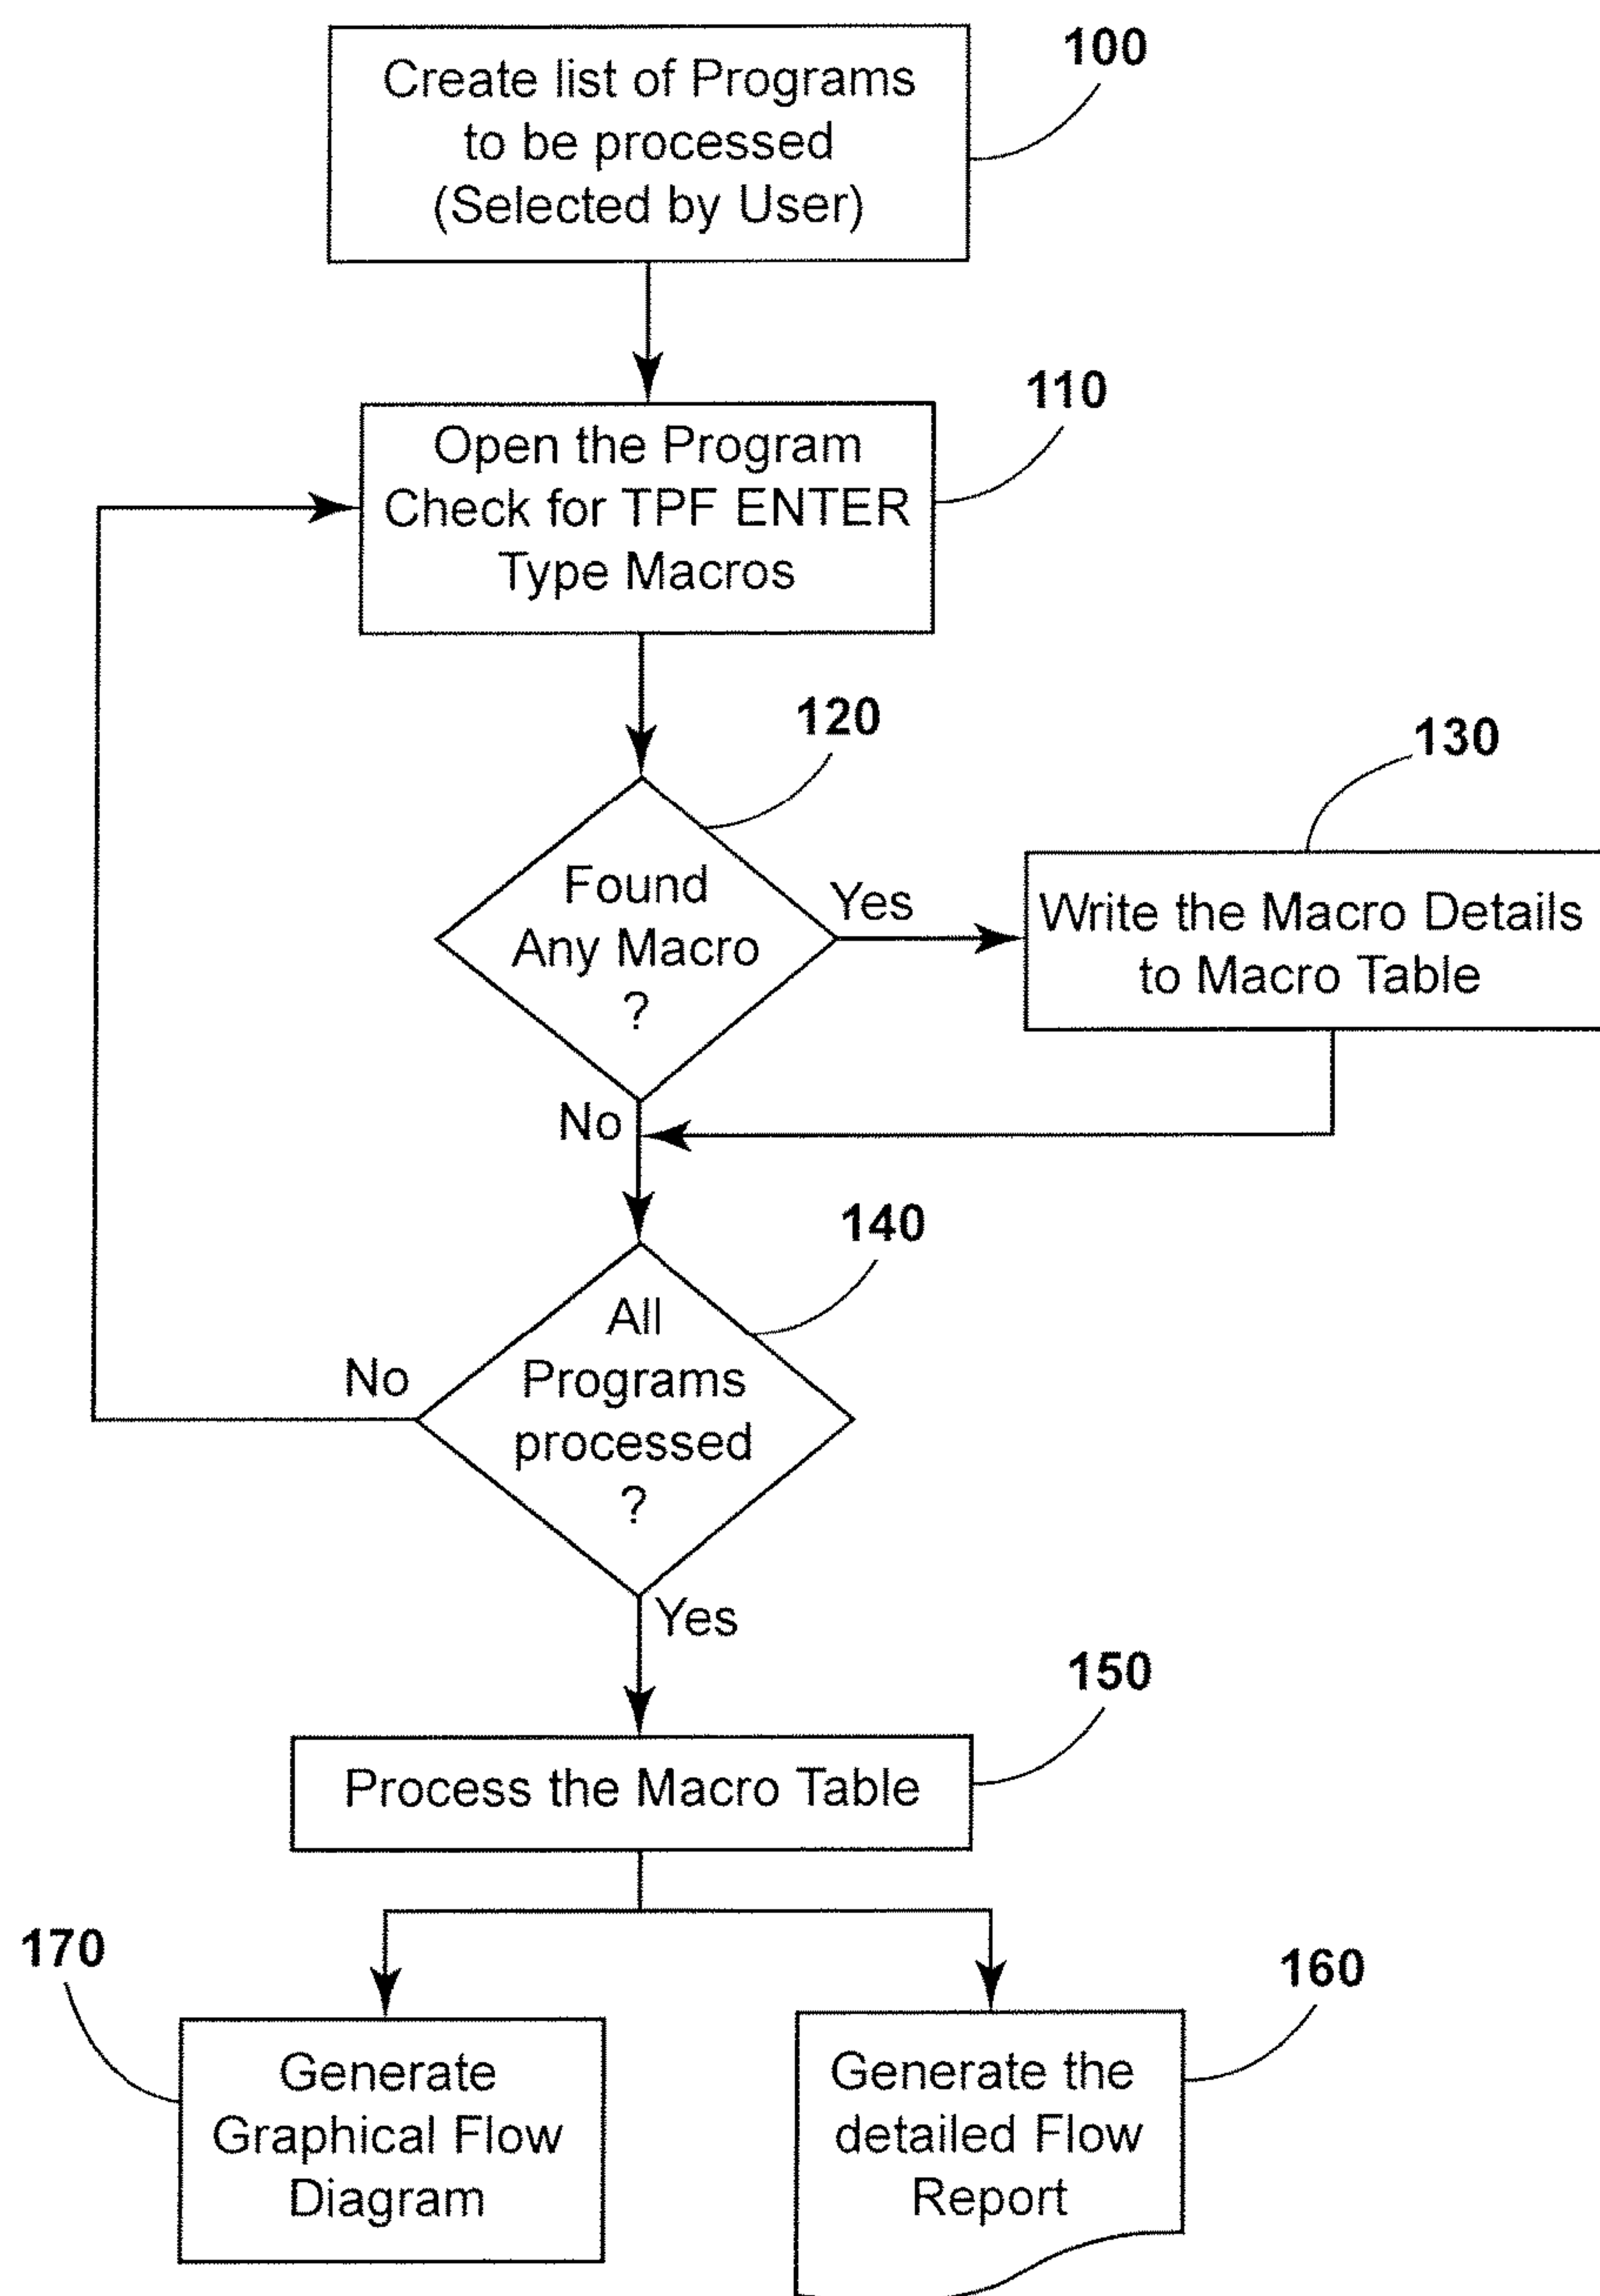 100
Create list of Programs
to be processed
(Selected by User)
110
Open the Program
Check for TPF ENTER
Type Macros
120
Found
Any Macro
?
Yes
130
Write the Macro Details
to Macro Table
No
140
All
Programs
processed
?
No
Yes
150
Process the Macro Table
170
Generate
Graphical Flow
Diagram
160
Generate the
detailed Flow
Report